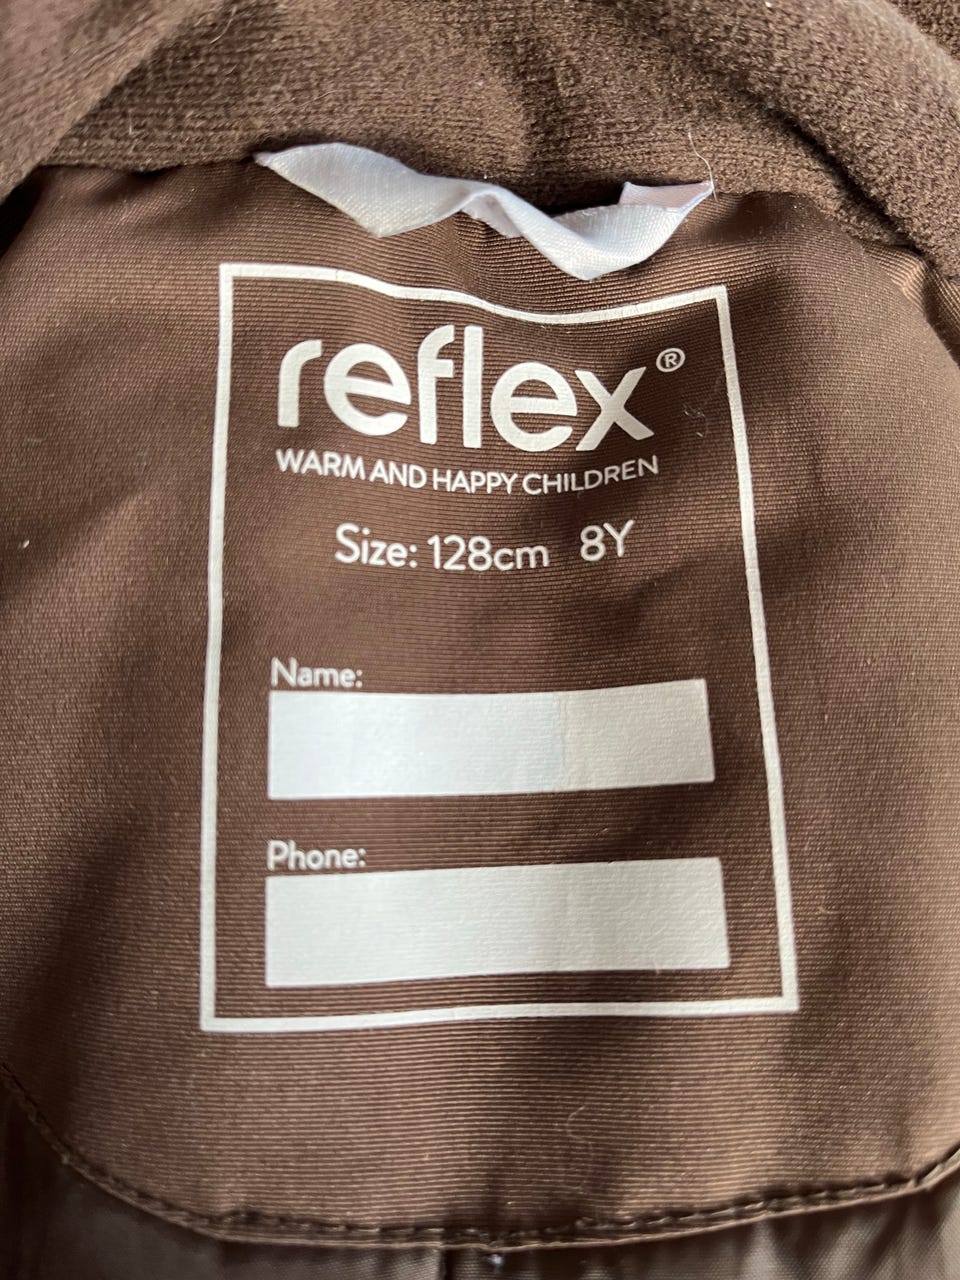 reflex®
WARM AND HAPPY CHILDREN
Size: 128cm 8Y
Name:
Phone: